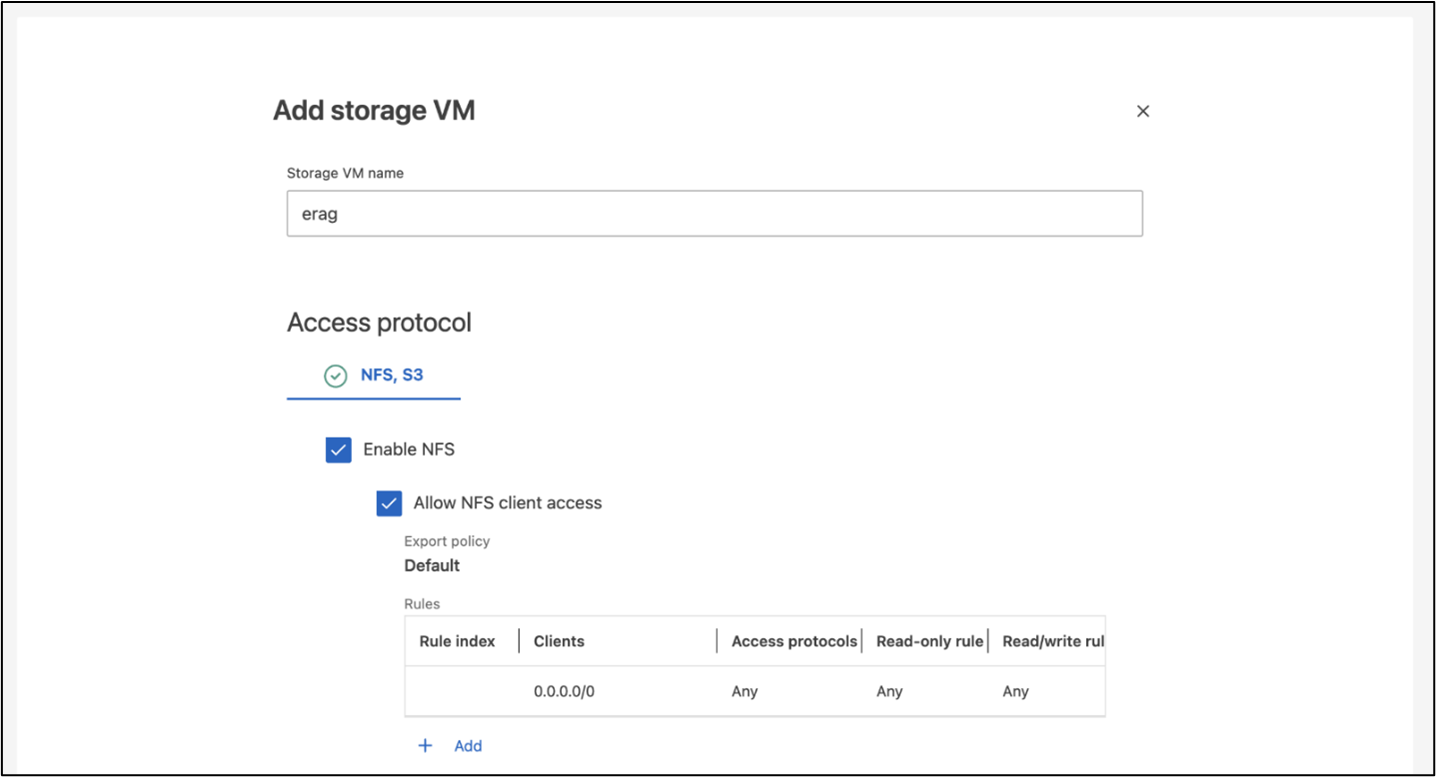 Add storage VM
Storage VM name
erag
Access protocol
NFS, S3
Enable NFS
Allow NFS client access
Export policy
Default
Rules
Rule index Clients Access protocols Read-only rule Read/write rul
0.0.0.0/0 Any Any Any
+ Add